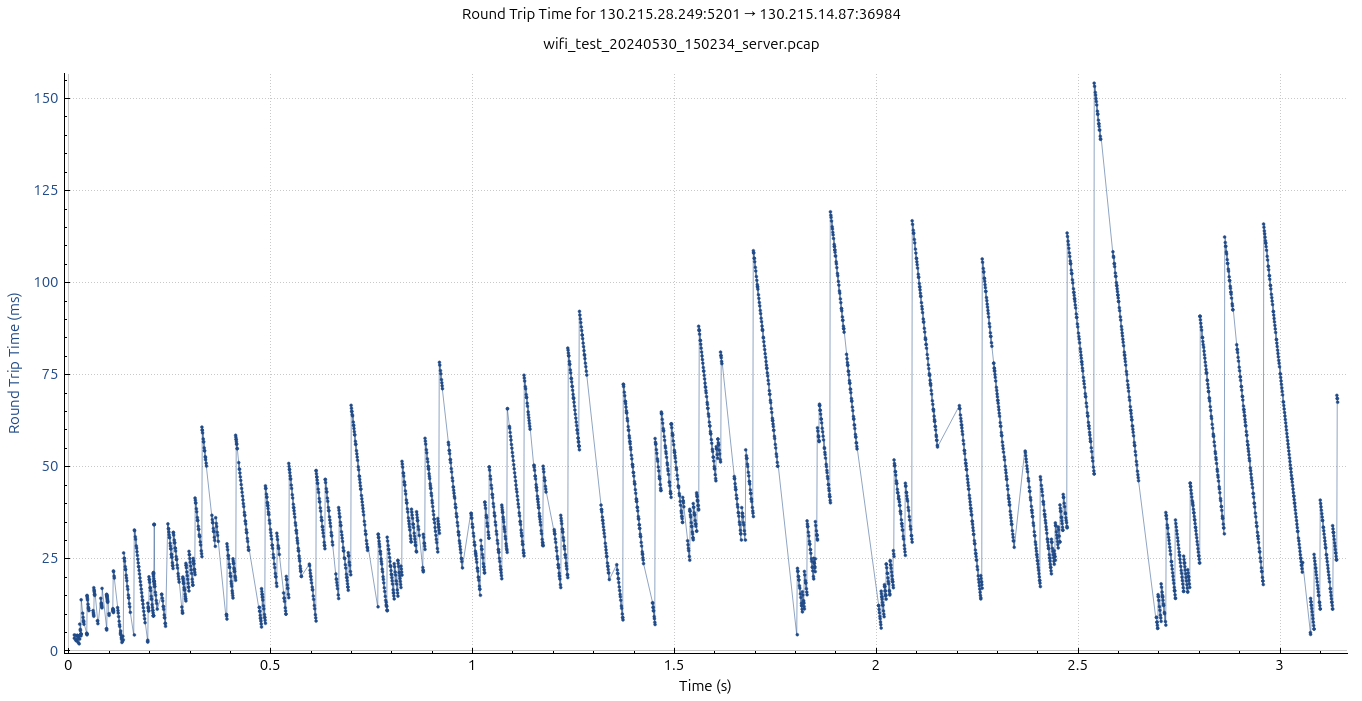 Round Trip Time for 130.215.28.249:5201 → 130.215.14.87:36984
wifi_test_20240530_150234_server.pcap
Round Trip Time (ms)
150
125
100
75
50
25
0
0 0.5 1 1.5 2 2.5 3
Time (s)